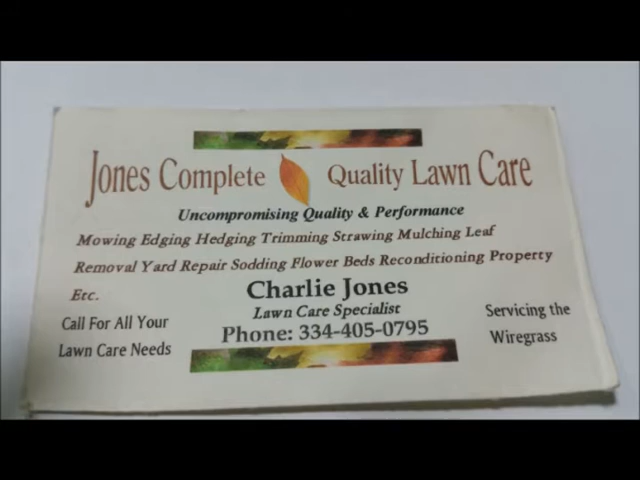 Jones Complete Quality Lawn Care
Uncompromising Quality & Performance
Mowing Edging Hedging Trimming Strawing Mulching Leaf
Removal Yard Repair Sodding Flower Beds Reconditioning Property
Etc.
Charlie Jones
Lawn Care Specialist
Phone: 334-405-0795
Call For All Your
Lawn Care Needs
Servicing the
Wiregrass